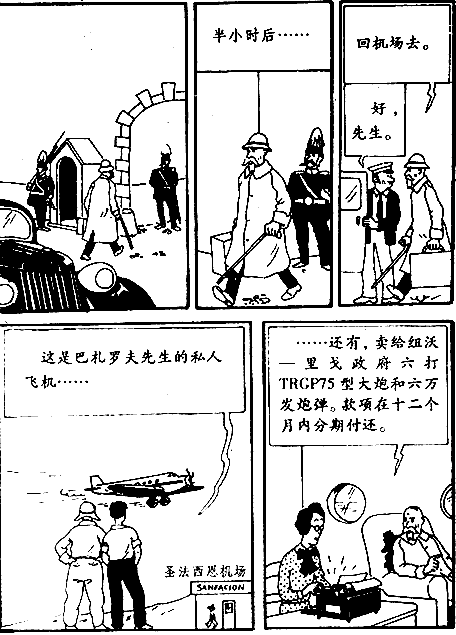 半小时后……
回机场去。
好，
先生。
这是巴札罗夫先生的私人
飞机……
圣法西恩机场
SANFACION
……还有，卖给纽沃
一里戈政府六打
TRGP75型大炮和六万
发炮弹。款项在十二个
月内分期付还。